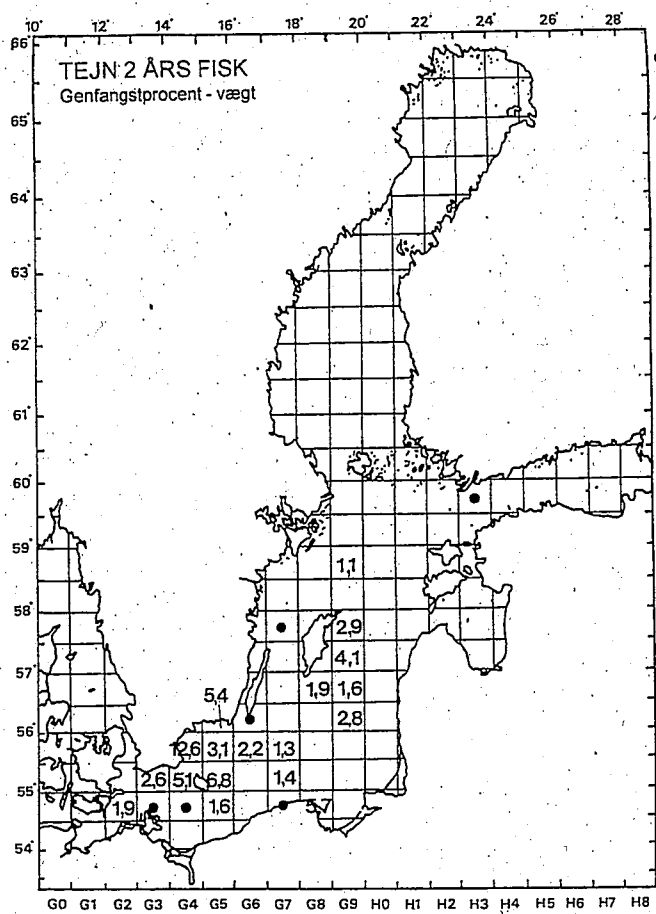 10° 12° 14° 16° 18° 20° 22° 24° 26° 28°
66°
TEJN 2 ÅRS FISK
Genfangstprocent - vægt
65°
64°
63°
62°
61°
60°
59°
1,1
58°
2,9
4,1
57°
1,9 1,6
5,4
2,8
56°
12,6 3,1 2,2 1,3
2,6 5,1 6,8 1,4
55°
1,9 1,6 5,7
54°
G0 G1 G2 G3 G4 G5 G6 G7 G8 G9 H0 H1 H2 H3 H4 H5 H6 H7 H8